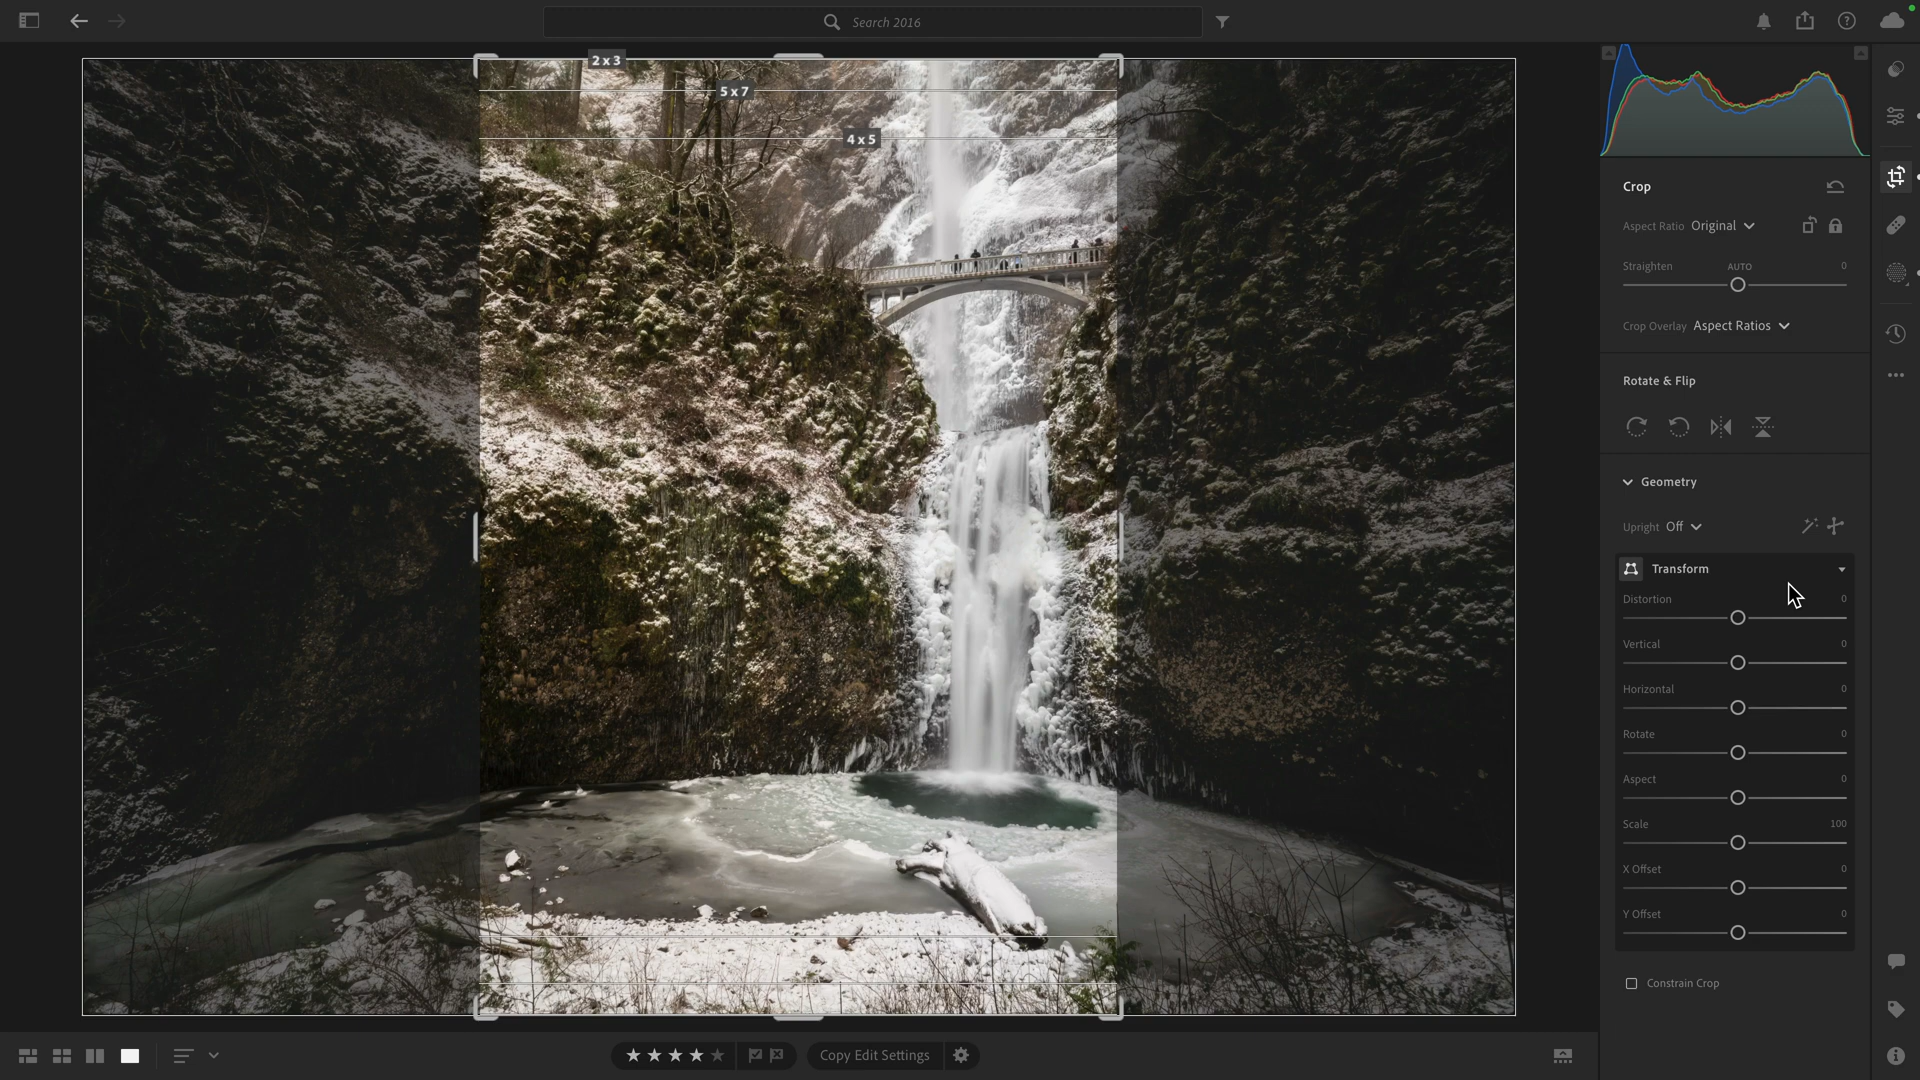 Search 2016
2 x 3
5 x 7
4 x 5
Crop
Aspect Ratio Original
Straighten AUTO 0
Crop Overlay Aspect Ratios
Rotate & Flip
Geometry
Upright Off
Transform
Distortion 0
Vertical 0
Horizontal 0
Rotate 0
Aspect 0
Scale 100
X Offset 0
Y Offset 0
Constrain Crop
Copy Edit Settings